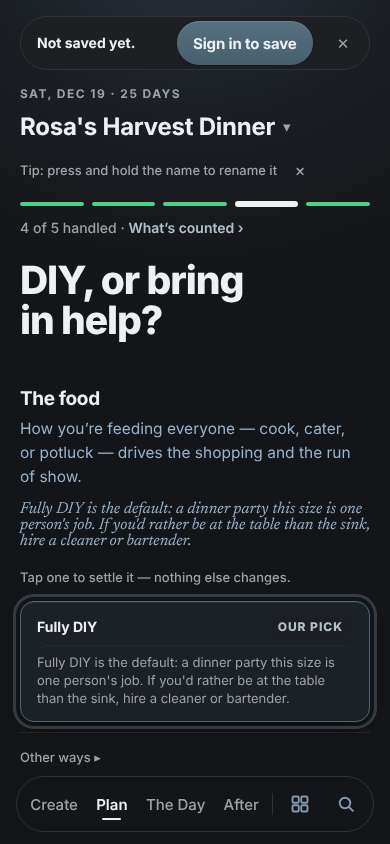 Not saved yet.
Sign in to save
×
SAT, DEC 19 · 25 DAYS
Rosa's Harvest Dinner ▾
Tip: press and hold the name to rename it ×
4 of 5 handled · What's counted ›
DIY, or bring
in help?
The food
How you're feeding everyone — cook, cater,
or potluck — drives the shopping and the run
of show.
Fully DIY is the default: a dinner party this size is one
person's job. If you'd rather be at the table than the sink,
hire a cleaner or bartender.
Tap one to settle it — nothing else changes.
Fully DIY
OUR PICK
Fully DIY is the default: a dinner party this size is
one person's job. If you'd rather be at the table
than the sink, hire a cleaner or bartender.
Other ways ▸
Create Plan The Day After